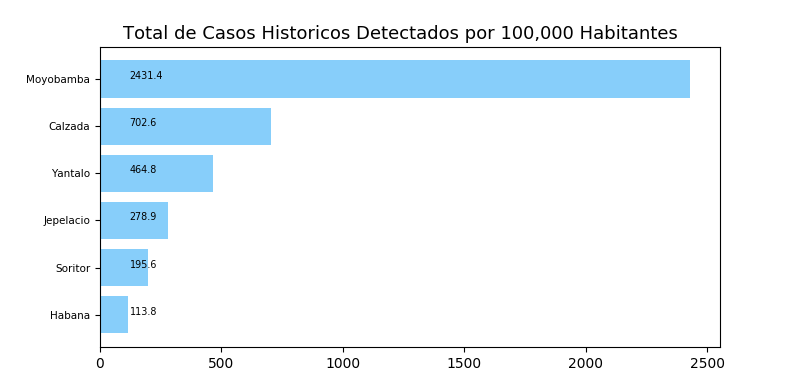 Total de Casos Historicos Detectados por 100,000 Habitantes
Moyobamba 2431.4
Calzada 702.6
Yantalo 464.8
Jepelacio 278.9
Soritor 195.6
Habana 113.8
0 500 1000 1500 2000 2500